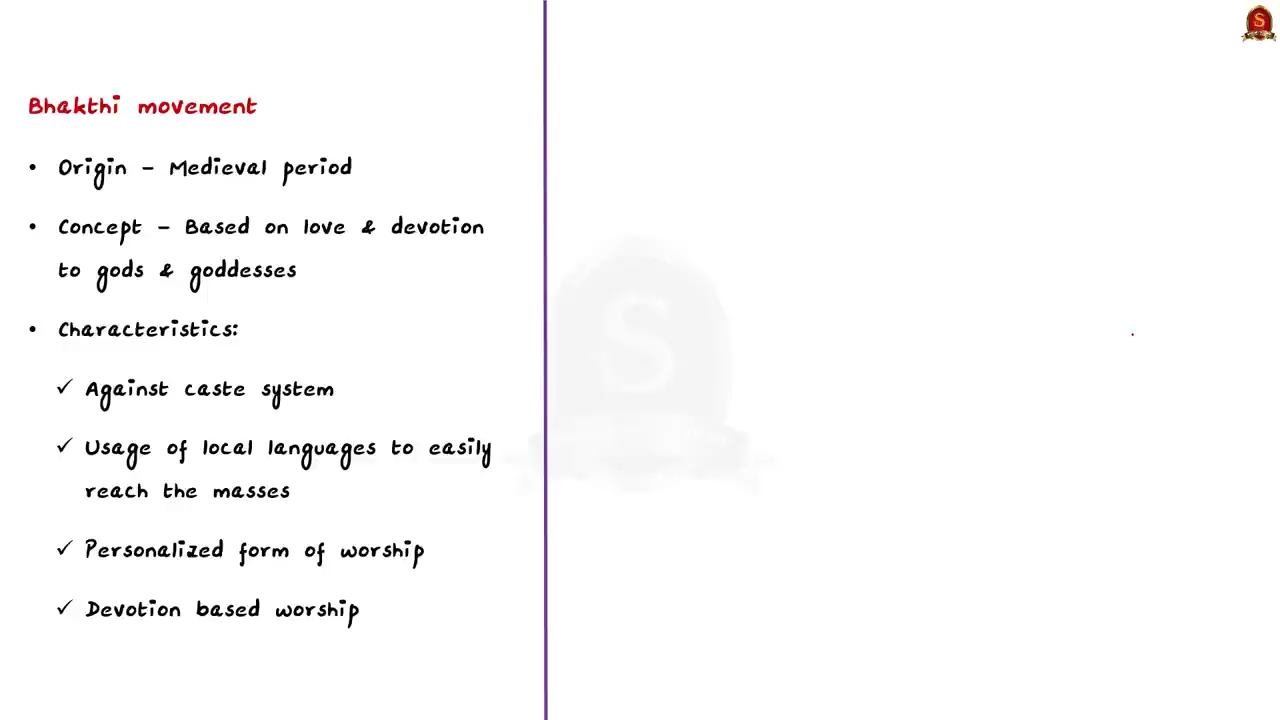 Bhakthi movement
• Origin – Medieval period
• Concept – Based on love & devotion
to gods & goddesses
• Characteristics:
✓ Against caste system
✓ Usage of local languages to easily
reach the masses
✓ Personalized form of worship
✓ Devotion based worship
S
S